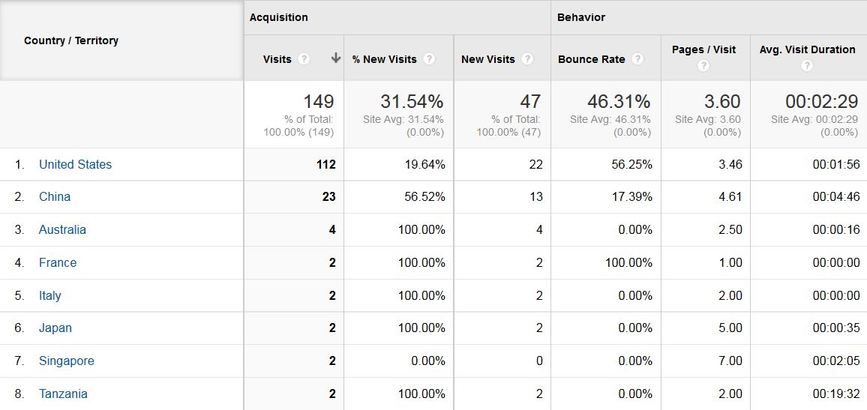 Acquisition Behavior
Country / Territory
Visits ? % New Visits ? New Visits ? Bounce Rate ? Pages / Visit ? Avg. Visit Duration ?
149 31.54% 47 46.31% 3.60 00:02:29
% of Total: Site Avg: 31.54% % of Total: Site Avg: 46.31% Site Avg: 3.60 Site Avg: 00:02:29
100.00% (149) (0.00%) 100.00% (47) (0.00%) (0.00%) (0.00%)
1. United States 112 19.64% 22 56.25% 3.46 00:01:56
2. China 23 56.52% 13 17.39% 4.61 00:04:46
3. Australia 4 100.00% 4 0.00% 2.50 00:00:16
4. France 2 100.00% 2 100.00% 1.00 00:00:00
5. Italy 2 100.00% 2 0.00% 2.00 00:00:00
6. Japan 2 100.00% 2 0.00% 5.00 00:00:35
7. Singapore 2 0.00% 0 0.00% 7.00 00:02:05
8. Tanzania 2 100.00% 2 0.00% 2.00 00:19:32